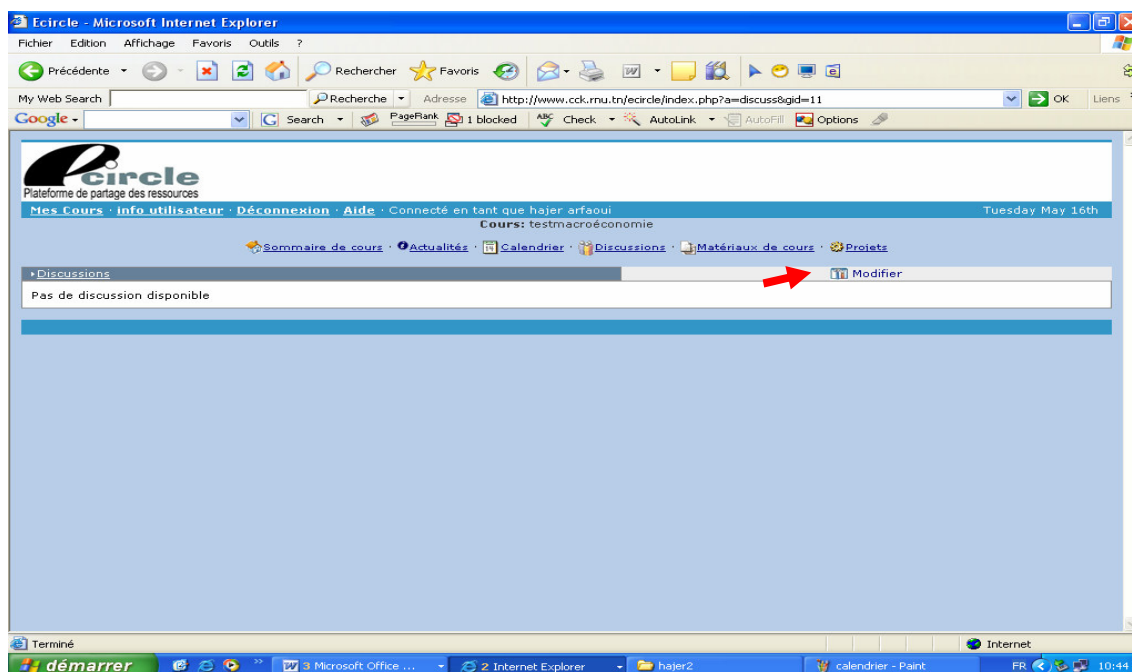 Ecircle - Microsoft Internet Explorer
Fichier Edition Affichage Favoris Outils ?
Précédente Rechercher Favoris
My Web Search Recherche Adresse http://www.cck.rnu.tn/ecircle/index.php?a=discuss&gid=11 OK Liens
Google Search PageRank 1 blocked ABC Check AutoLink AutoFill Options
ecircle
Plateforme de partage des ressources
Mes Cours · info utilisateur · Déconnexion · Aide · Connecté en tant que hajer arfaoui Tuesday May 16th
Cours: testmacroéconomie
Sommaire de cours · Actualités · Calendrier · Discussions · Matériaux de cours · Projets
Discussions Modifier
Pas de discussion disponible
Terminé Internet
démarrer » 3 Microsoft Office ... 2 Internet Explorer hajer2 calendrier - Paint FR 10:44